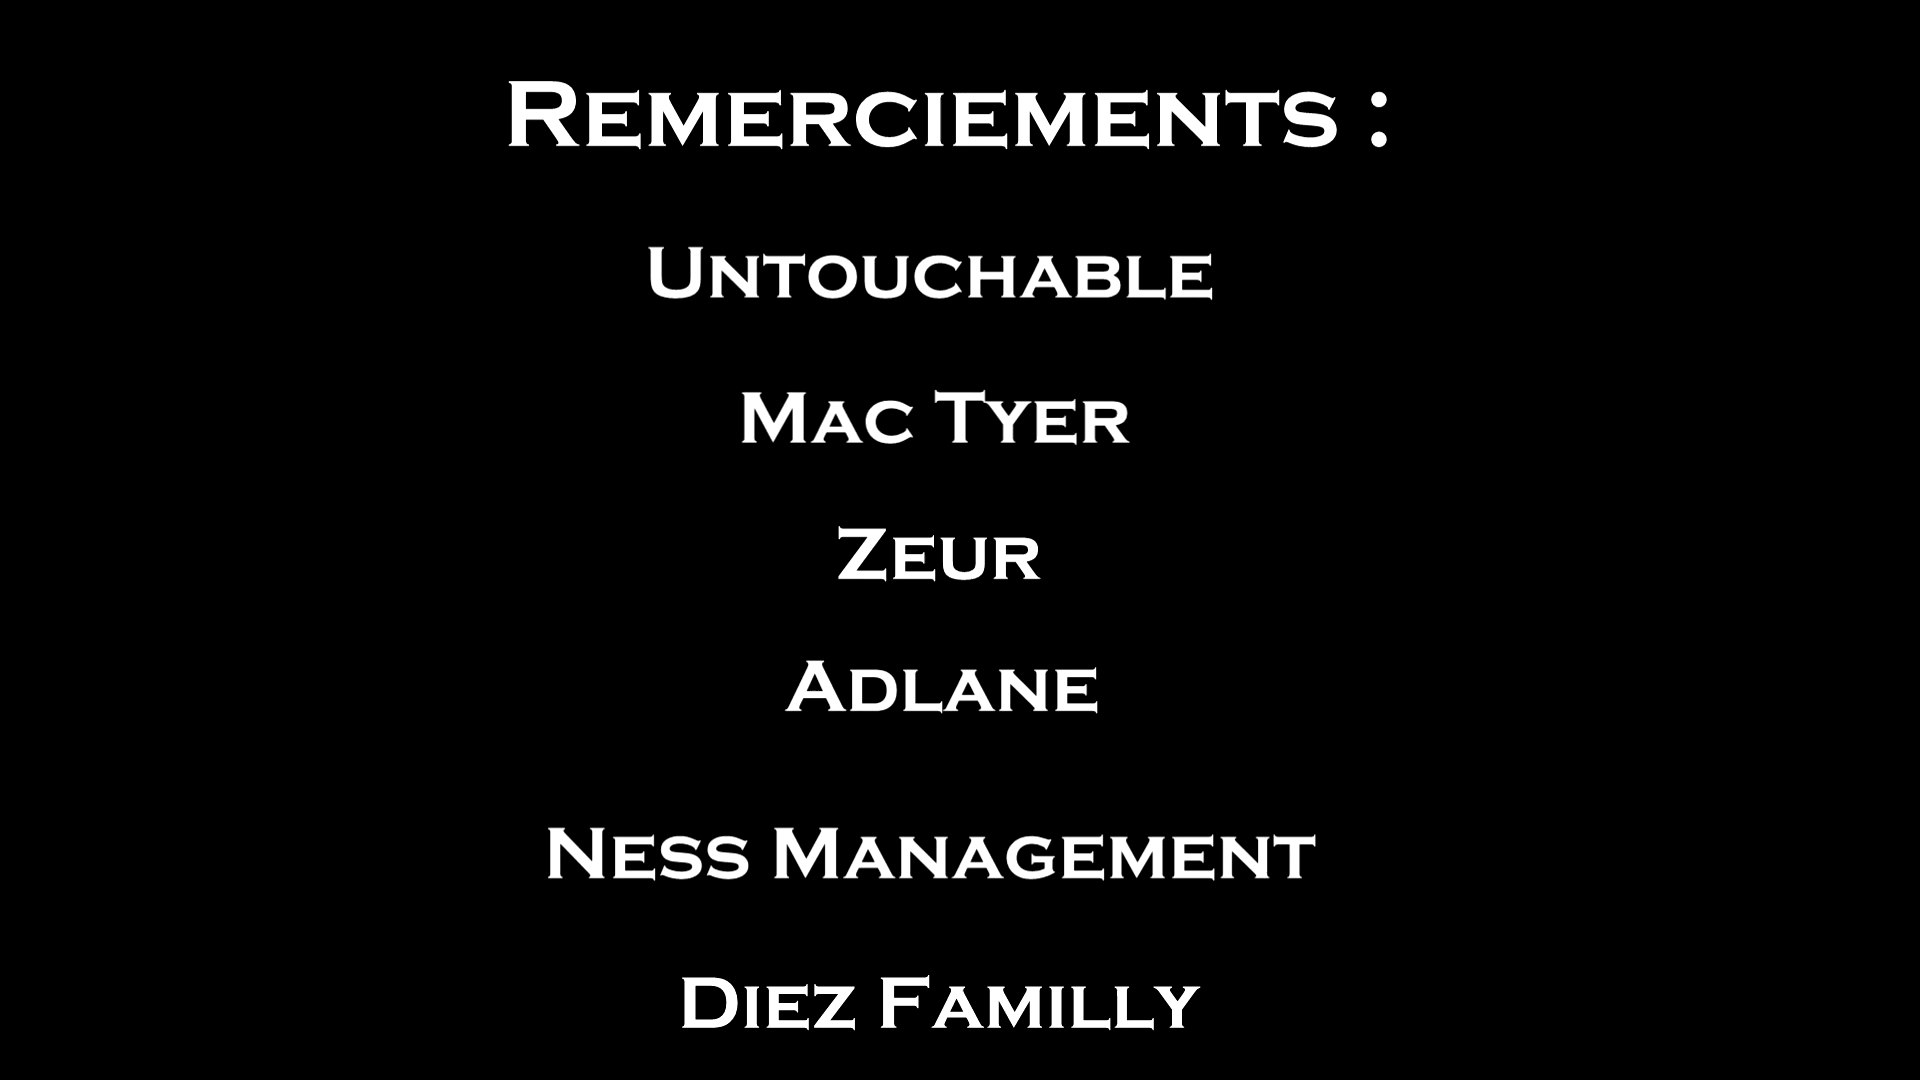 Remerciements :
Untouchable
Mac Tyer
Zeur
Adlane
Ness Management
Diez Familly